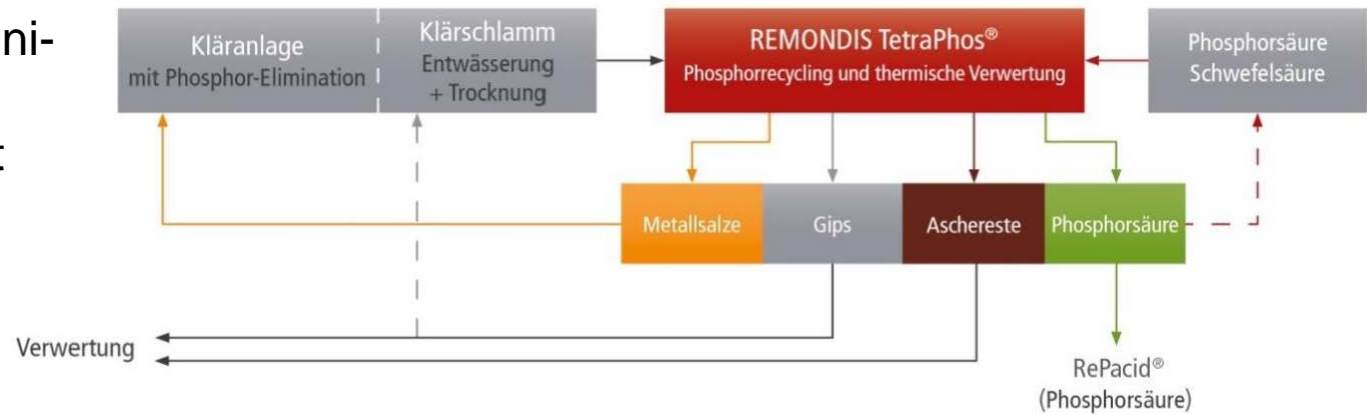 ni-
t
Kläranlage
mit Phosphor-Elimination
Klärschlamm
Entwässerung
+ Trocknung
REMONDIS TetraPhos®
Phosphorrecycling und thermische Verwertung
Phosphorsäure
Schwefelsäure
Metallsalze
Gips
Aschereste
Phosphorsäure
Verwertung
RePacid®
(Phosphorsäure)